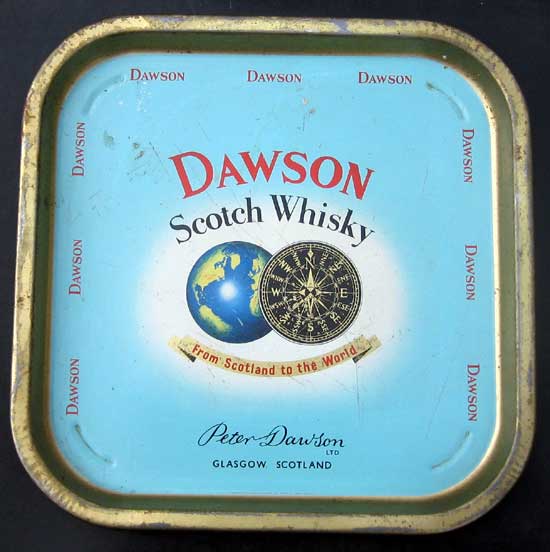 DAWSON DAWSON DAWSON
DAWSON
DAWSON
DAWSON
DAWSON
DAWSON
DAWSON
DAWSON
Scotch Whisky
W E
S
From Scotland to the World
Peter Dawson
LTD
GLASGOW SCOTLAND